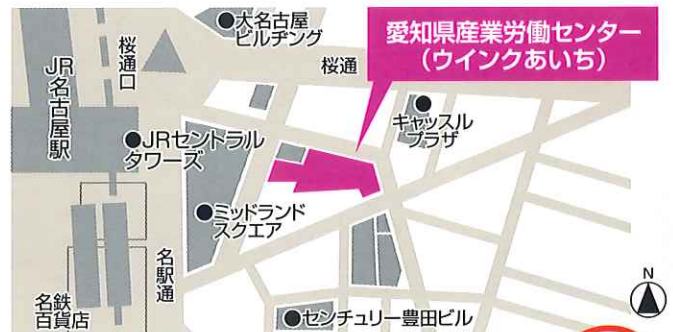 ●大名古屋
ビルヂング
愛知県産業労働センター
(ウインクあいち)
桜通
桜通口
JR名古屋駅
●JRセントラル
タワーズ
●
キャッスル
プラザ
●ミッドランド
スクエア
名駅通
名鉄
百貨店
●センチュリー豊田ビル
N